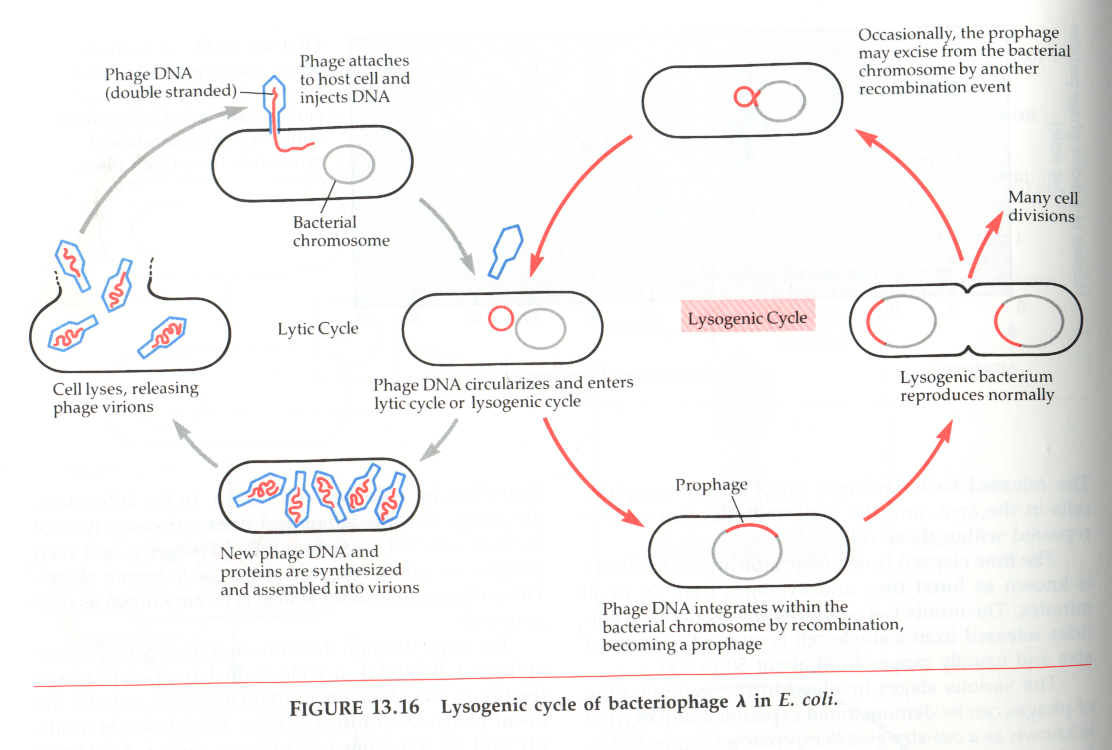 Phage DNA
(double stranded)
Phage attaches
to host cell and
injects DNA
Bacterial
chromosome
Occasionally, the prophage
may excise from the bacterial
chromosome by another
recombination event
Many cell
divisions
Lytic Cycle
Lysogenic Cycle
Cell lyses, releasing
phage virions
Phage DNA circularizes and enters
lytic cycle or lysogenic cycle
Lysogenic bacterium
reproduces normally
Prophage
New phage DNA and
proteins are synthesized
and assembled into virions
Phage DNA integrates within the
bacterial chromosome by recombination,
becoming a prophage
FIGURE 13.16 Lysogenic cycle of bacteriophage λ in E. coli.